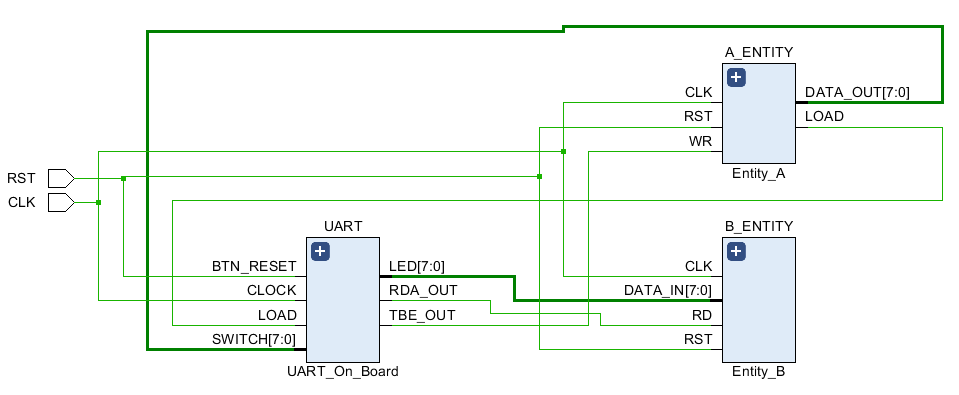 A_ENTITY
CLK
RST
WR
DATA_OUT[7:0]
LOAD
Entity_A
RST
CLK
UART
BTN_RESET
CLOCK
LOAD
SWITCH[7:0]
LED[7:0]
RDA_OUT
TBE_OUT
UART_On_Board
B_ENTITY
CLK
DATA_IN[7:0]
RD
RST
Entity_B